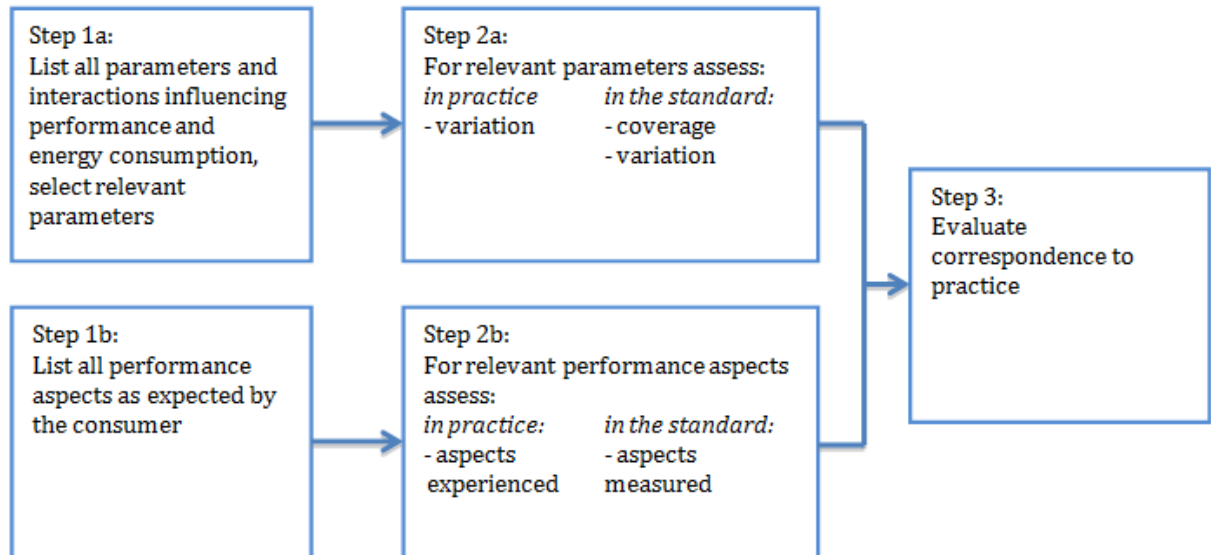 Step 1a:
List all parameters and
interactions influencing
performance and
energy consumption,
select relevant
parameters
Step 2a:
For relevant parameters assess:
in practice in the standard:
- variation - coverage
- variation
Step 3:
Evaluate
correspondence to
practice
Step 1b:
List all performance
aspects as expected by
the consumer
Step 2b:
For relevant performance aspects
assess:
in practice: in the standard:
- aspects - aspects
experienced measured